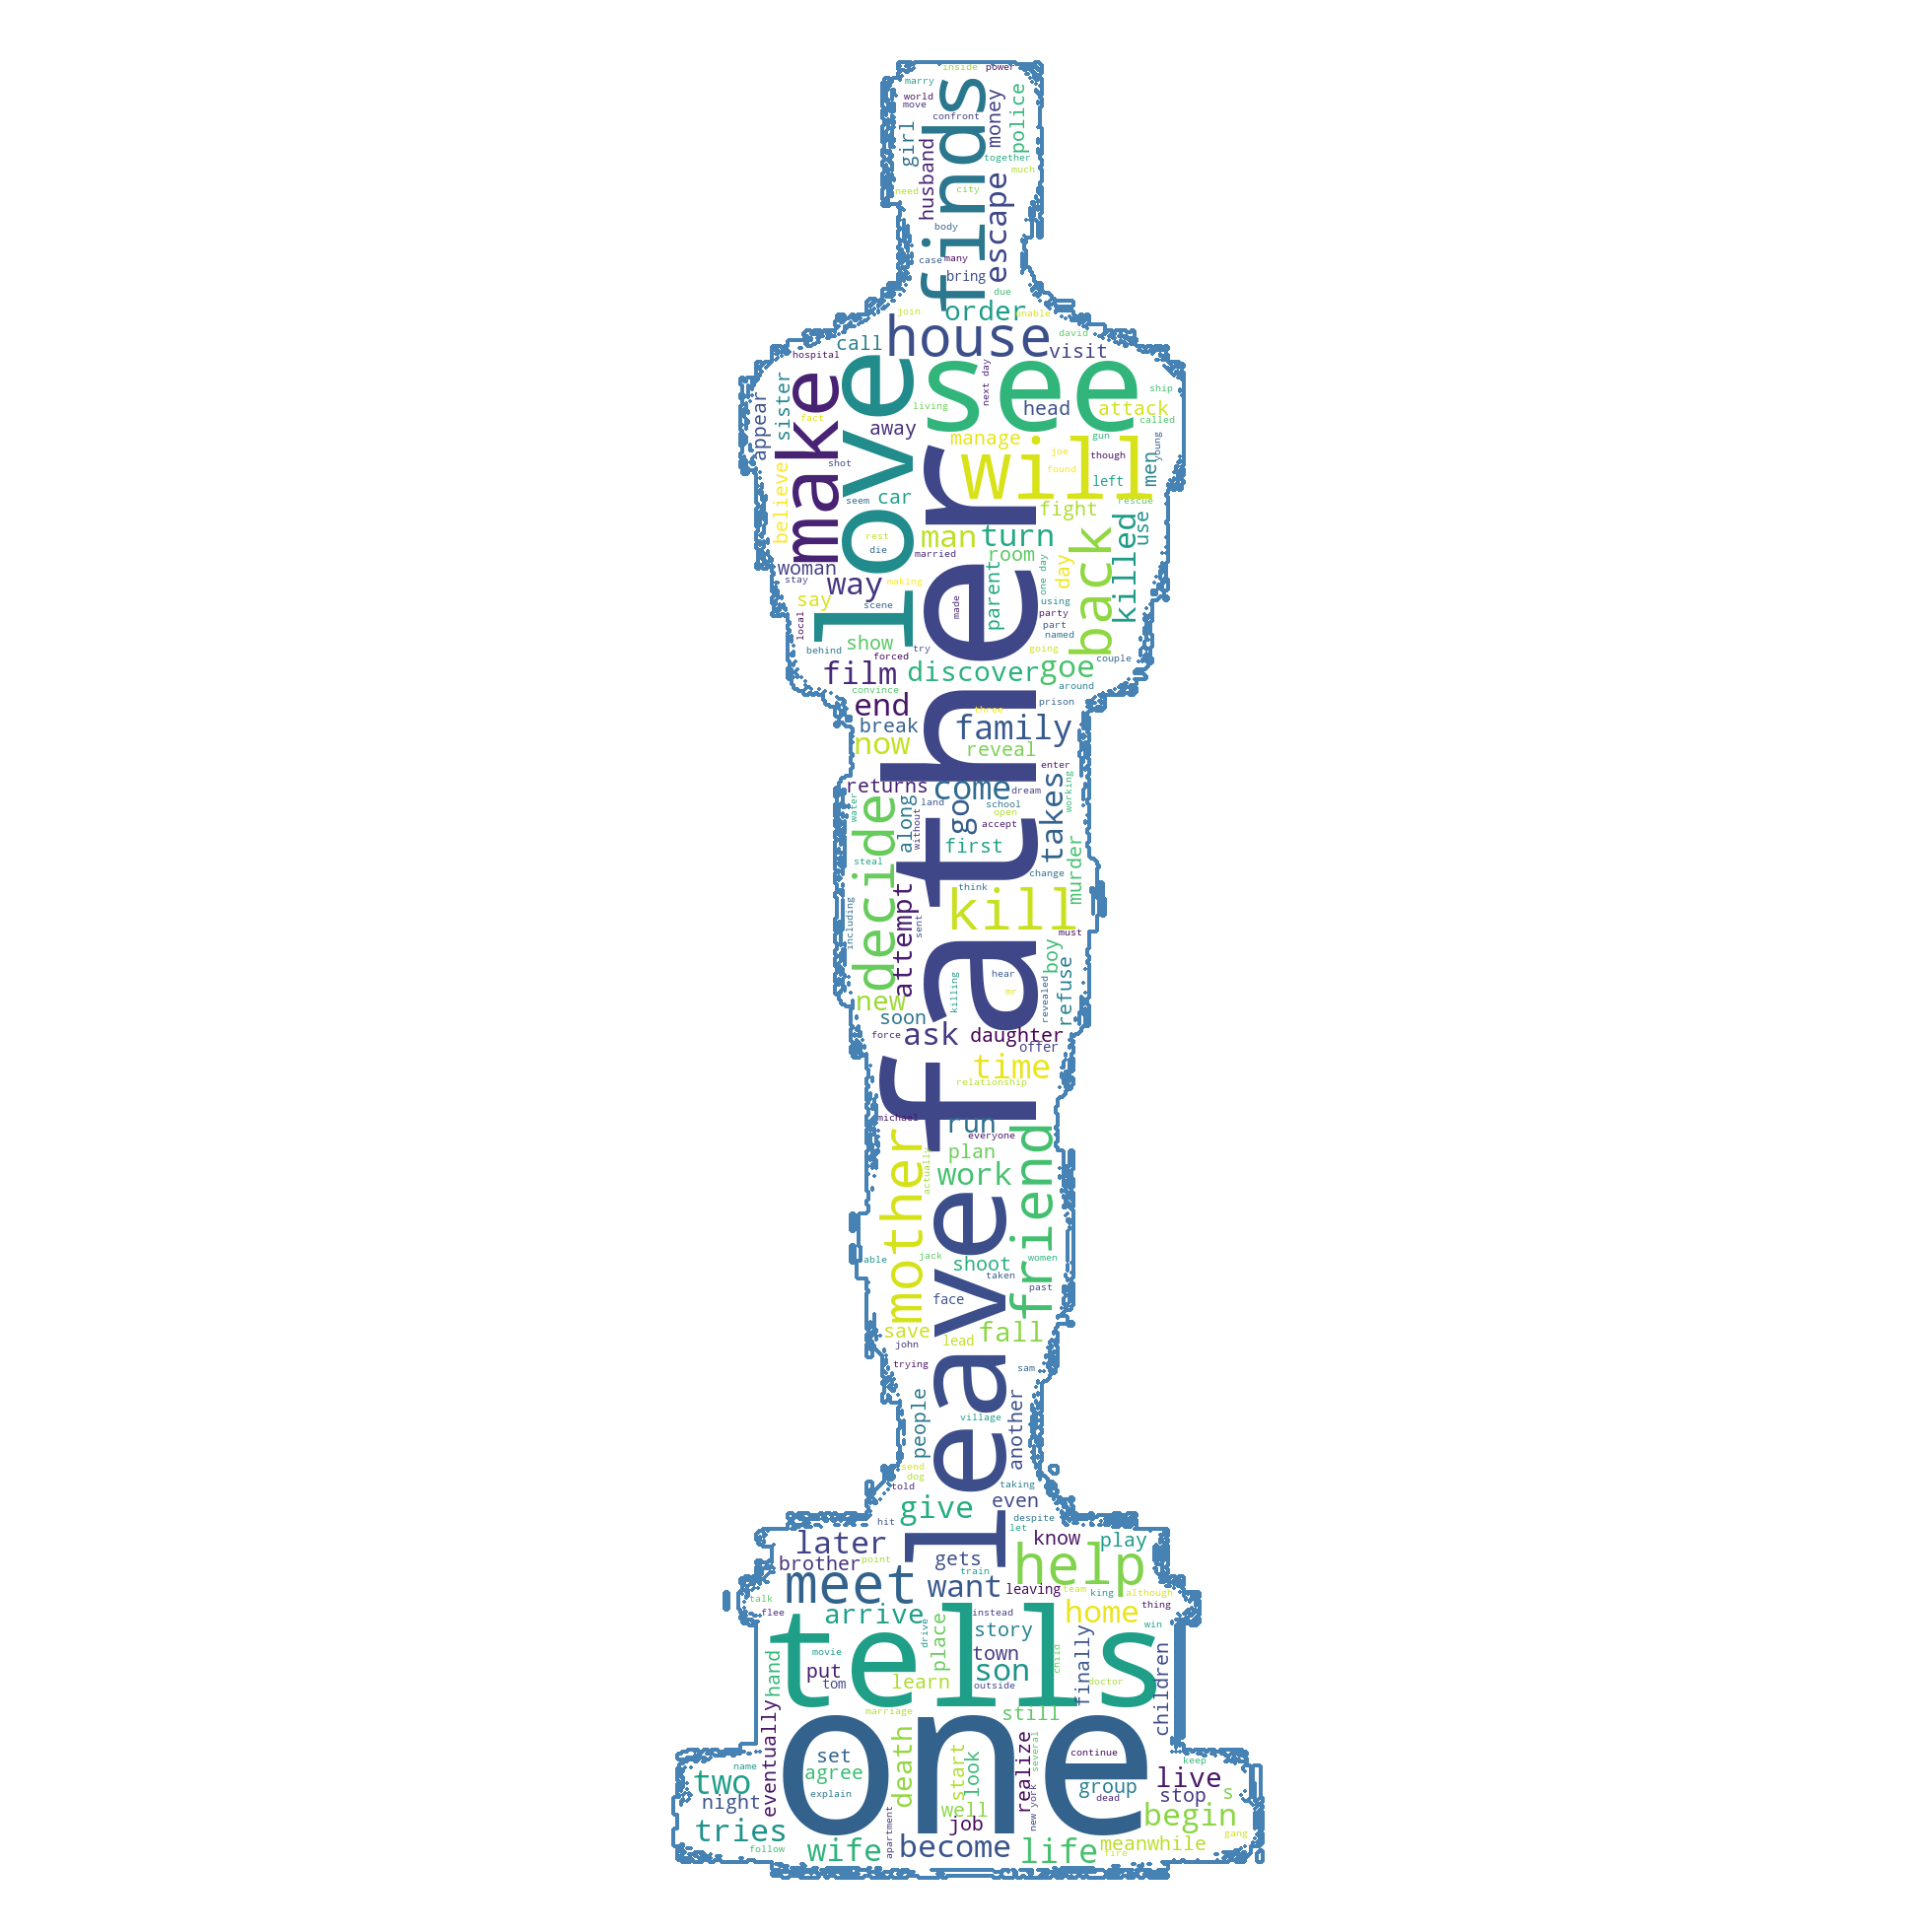 inside power
marry
world
move
confront
finds
money
police
girl
husband
together
much
need
city
escape
body
case
many
bring
due
join
order
unable
david
call
house
visit
hospital
love
see
next day
ship
make
sister
appear
fact
living
head
attack
called
away
manage
gun
young
joe
though
will
believe
shot
found
left
men
seem
car
rescue
father
fight
use
rest
man
turn
back
killed
die
married
room
woman
stay
way
making
parent
one day
day
say
scene
made
using
party
local
part
show
named
behind
forced
try
going
couple
film
discover
goe
convince
around
end
three
prison
break
family
now
reveal
enter
returns
come
dream
takes
working
water
decide
along
land
go
school
open
without
accept
first
steal
change
murder
attempt
think
kill
including
sent
must
boy
hear
killing
mr
revealed
refuse
new
soon
force
ask
daughter
offer
time
relationship
michael
run
everyone
mother
actually
plan
friend
work
leave
able
jack
shoot
women
taken
past
face
save
lead
fall
john
trying
sam
people
village
another
send
dog
told
taking
give
even
hit
despite
let
later
know
play
brother
point
gets
help
train
meet
want
leaving
team
king
although
talk
flee
arrive
instead
home
thing
drive
place
story
win
tells
movie
town
child
finally
children
hand
put
son
tom
learn
outside
doctor
eventually
marriage
still
one
death
set
start
look
realize
several
continue
name
keep
two
agree
group
live
night
explain
dead
stop
s
well
new york
begin
tries
job
gang
follow
wife
apartment
become
life
meanwhile
fire